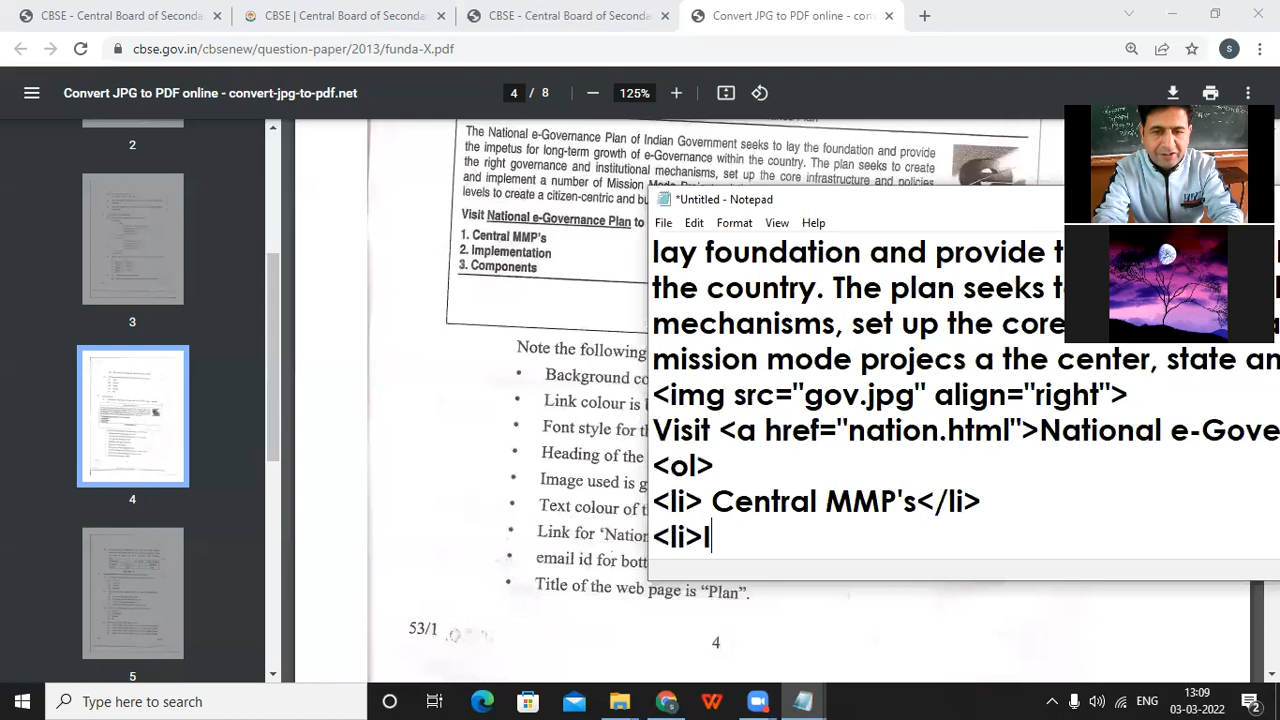 CBSE - Central Board of Seconda
CBSE | Central Board of Seconda
CBSE - Central Board of Seconda
Convert JPG to PDF online - con
cbse.gov.in/cbsenew/question-paper/2013/funda-X.pdf
S
Convert JPG to PDF online - convert-jpg-to-pdf.net
4 / 8
125%
2
3
4
5
The National e-Governance Plan of Indian Government seeks to lay the foundation and provide
the impetus for long-term growth of e-Governance within the country. The plan seeks to create
the right governance and institutional mechanisms, set up the core infrastructure and policies
and implement a number of Mission Mode
levels to create a citizen-centric and bu
Visit National e-Governance Plan to
1. Central MMP's
2. Implementation
3. Components
Note the following
Background co
Link colour is
Font style for th
Heading of the
Image used is g
Text colour of t
Link for 'Nation
email id for bott
Title of the web page is "Plan".
53/1
4
*Untitled - Notepad
File Edit Format View Help
lay foundation and provide t
the country. The plan seeks t
mechanisms, set up the core
mission mode projecs a the center, state an
<img src="gov.jpg" align="right">
Visit <a href="nation.html">National e-Gove
<ol>
<li> Central MMP's</li>
<li>I
Type here to search
ENG
13:09
03-03-2022
2